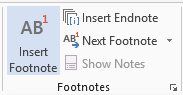 AB¹
Insert
Footnote
Insert Endnote
AB¹ Next Footnote
Show Notes
Footnotes